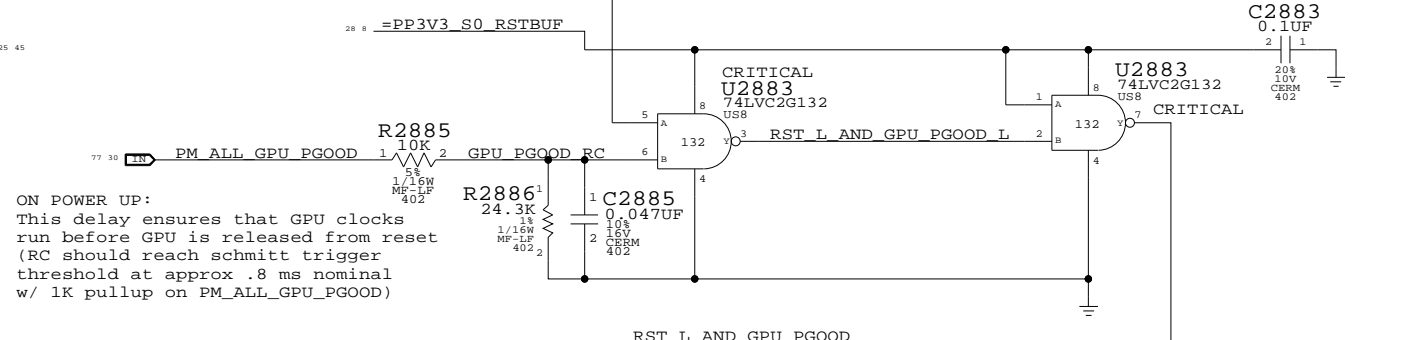 C2883
0.1UF
28 8
=PP3V3_S0_RSTBUF
2 1
25 45
20%
10V
CERM
402
CRITICAL
U2883
74LVC2G132
US8
8
5
A
132
Y
3
6
B
4
U2883
74LVC2G132
US8
8
1
A
132
Y
7
CRITICAL
2
B
4
RST_L_AND_GPU_PGOOD_L
R2885
10K
77 30
IN
PM_ALL_GPU_PGOOD
1
2
GPU_PGOOD_RC
5%
1/16W
MF-LF
402
R2886
24.3K
1%
1/16W
MF-LF
402
1
2
C2885
0.047UF
10%
16V
CERM
402
1
2
ON POWER UP:
This delay ensures that GPU clocks
run before GPU is released from reset
(RC should reach schmitt trigger
threshold at approx .8 ms nominal
w/ 1K pullup on PM_ALL_GPU_PGOOD)
RST_L_AND_GPU_PGOOD